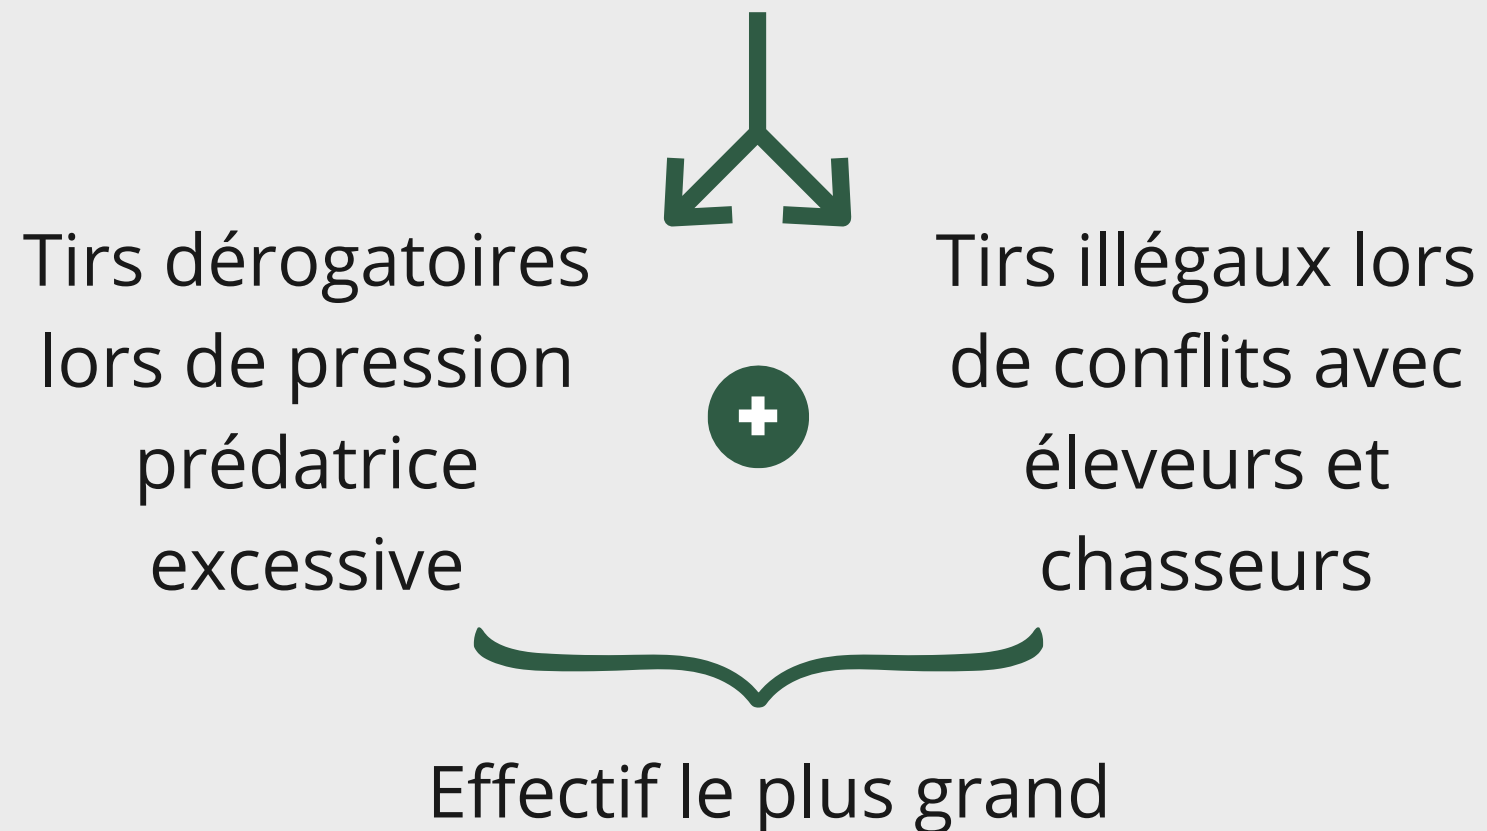 Tirs dérogatoires
lors de pression
prédatrice
excessive
Tirs illégaux lors
de conflits avec
éleveurs et
chasseurs
Effectif le plus grand